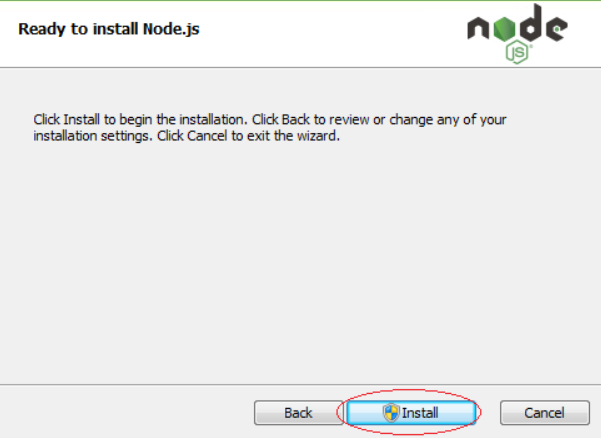 Ready to install Node.js
node
JS
Click Install to begin the installation. Click Back to review or change any of your
installation settings. Click Cancel to exit the wizard.
Back
Install
Cancel